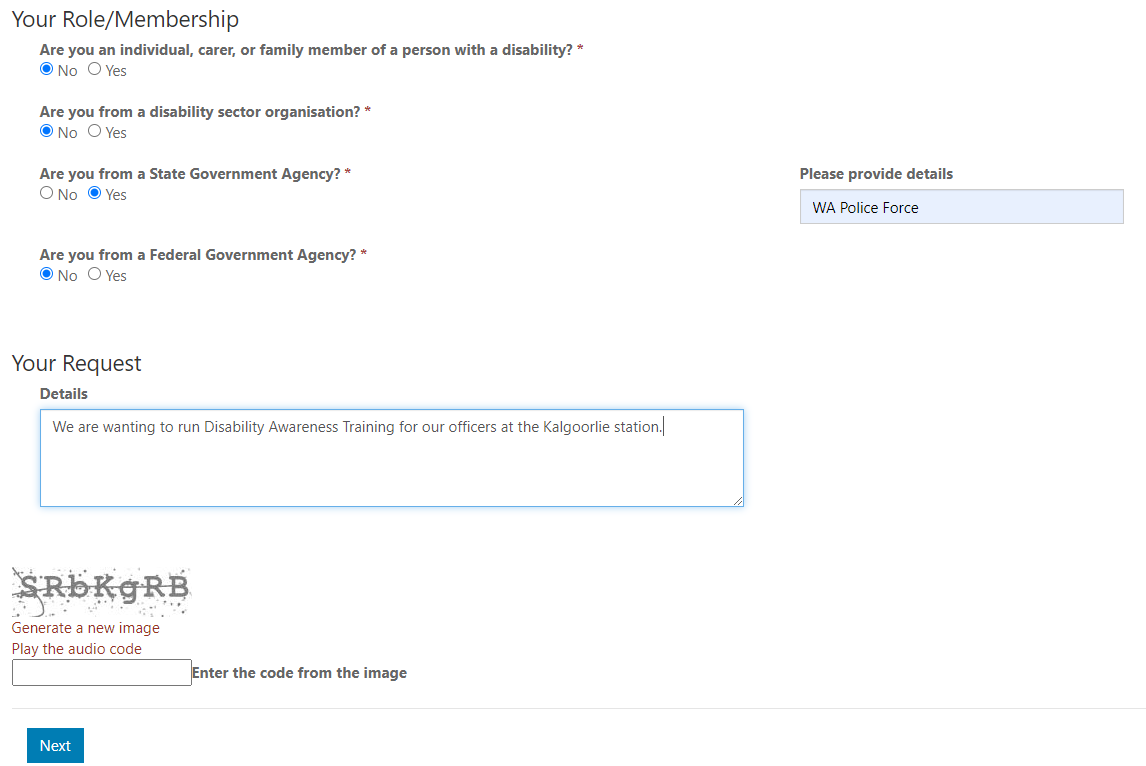 Your Role/Membership
Are you an individual, carer, or family member of a person with a disability? *
No Yes
Are you from a disability sector organisation? *
No Yes
Are you from a State Government Agency? *
No Yes
Please provide details
WA Police Force
Are you from a Federal Government Agency? *
No Yes
Your Request
Details
We are wanting to run Disability Awareness Training for our officers at the Kalgoorlie station.
SRbKgRB
Generate a new image
Play the audio code
Enter the code from the image
Next